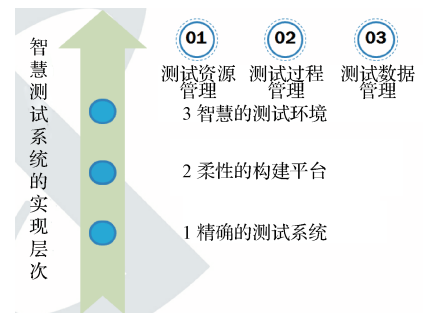 智慧测试系统的实现层次
01 02 03
测试资源 测试过程 测试数据
管理 管理 管理
3 智慧的测试环境
2 柔性的构建平台
1 精确的测试系统